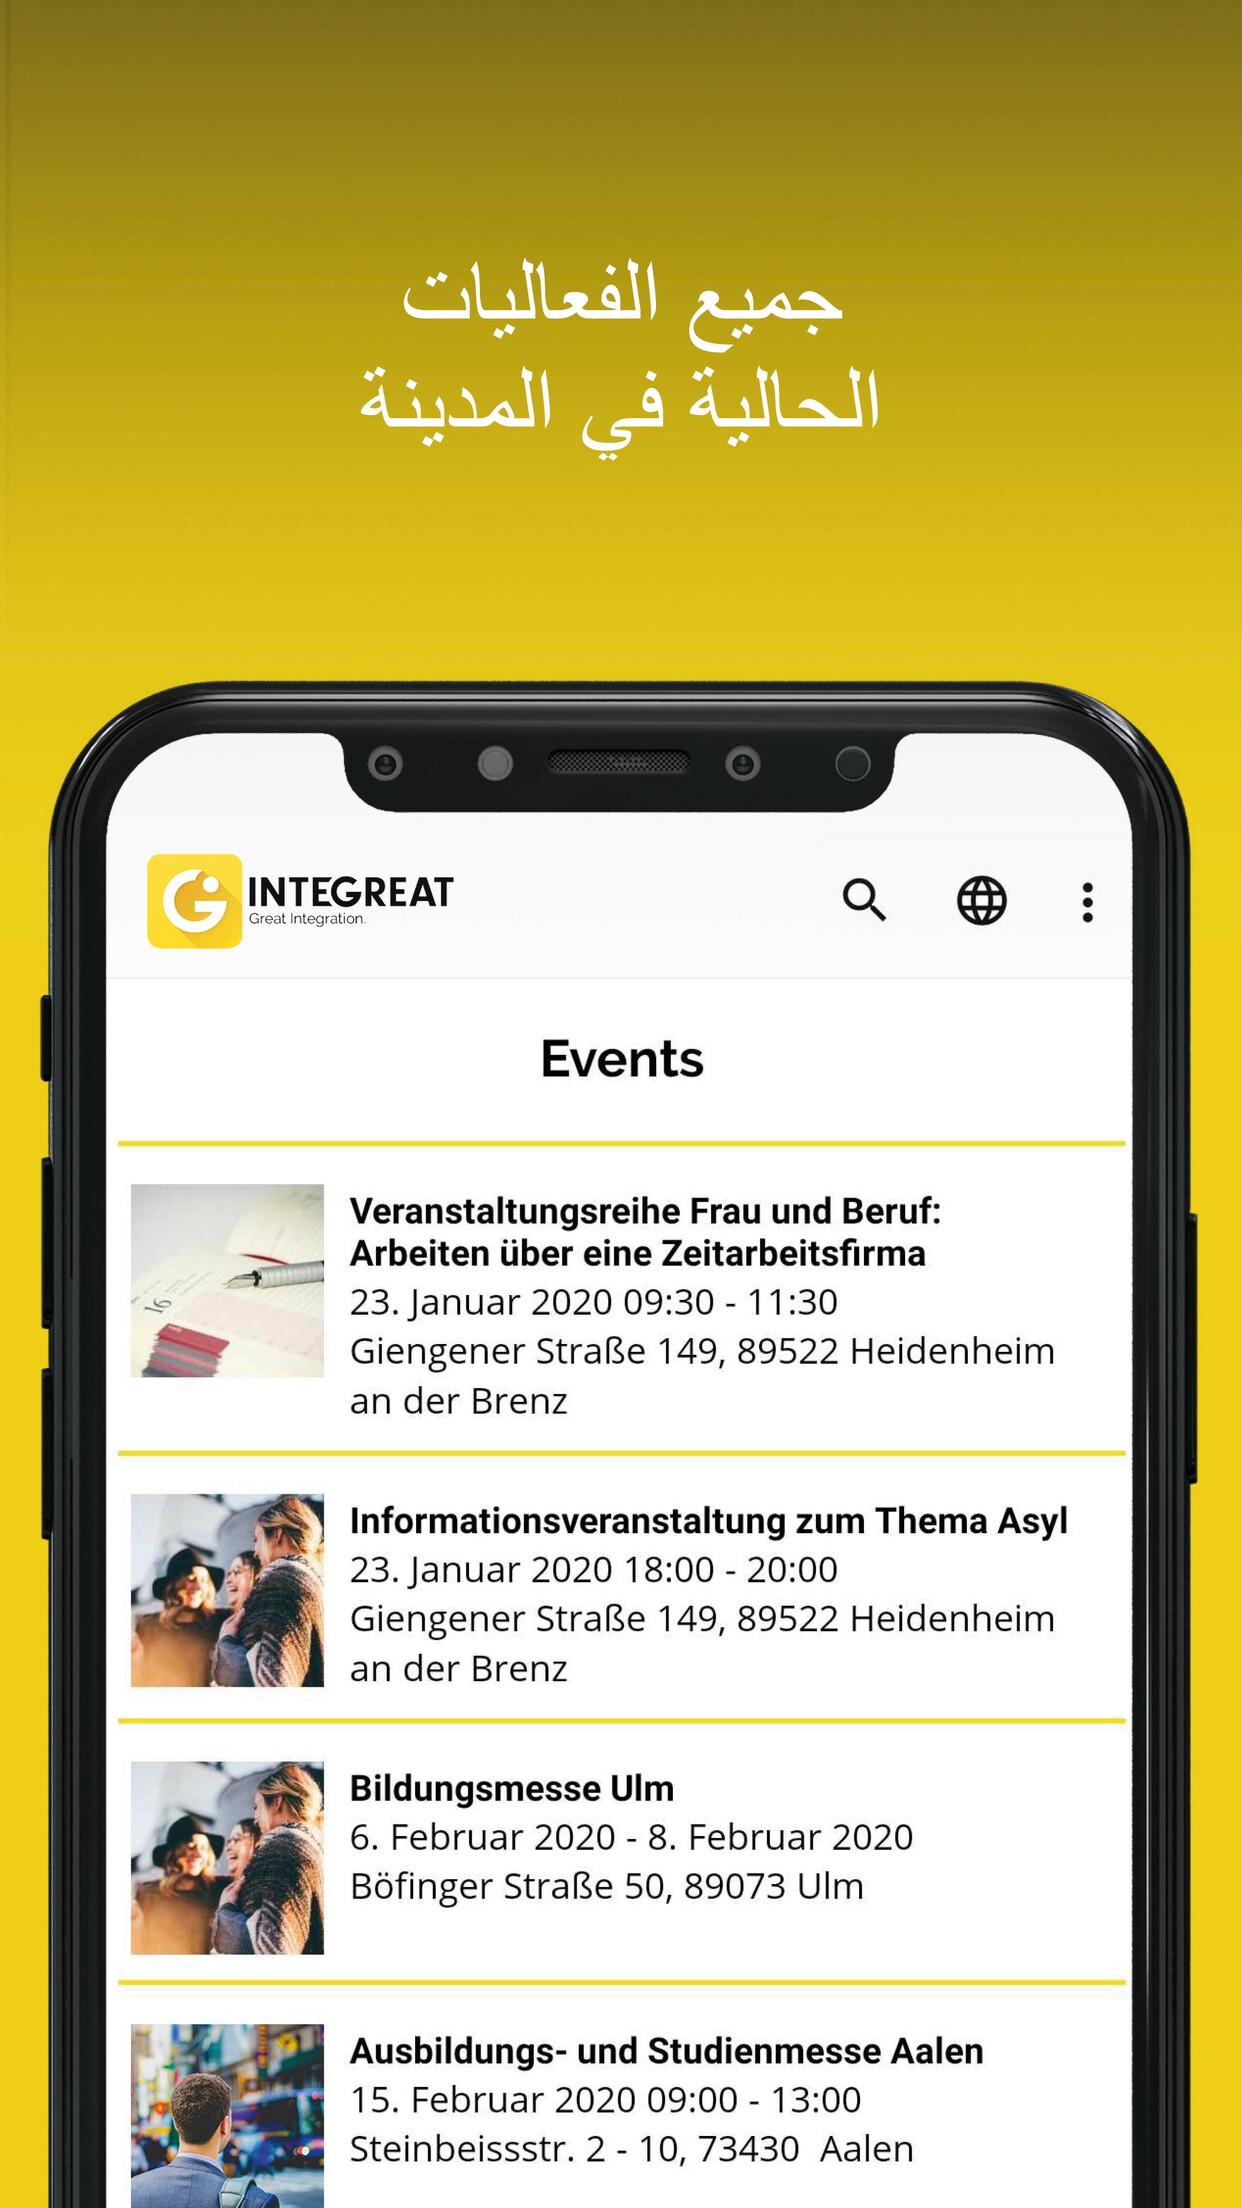 جميع الفعاليات
الحالية في المدينة
INTEGREAT
Great Integration.
Events
Veranstaltungsreihe Frau und Beruf:
Arbeiten über eine Zeitarbeitsfirma
23. Januar 2020 09:30 - 11:30
Giengener Straße 149, 89522 Heidenheim
an der Brenz
Informationsveranstaltung zum Thema Asyl
23. Januar 2020 18:00 - 20:00
Giengener Straße 149, 89522 Heidenheim
an der Brenz
Bildungsmesse Ulm
6. Februar 2020 - 8. Februar 2020
Böfinger Straße 50, 89073 Ulm
Ausbildungs- und Studienmesse Aalen
15. Februar 2020 09:00 - 13:00
Steinbeissstr. 2 - 10, 73430 Aalen
16